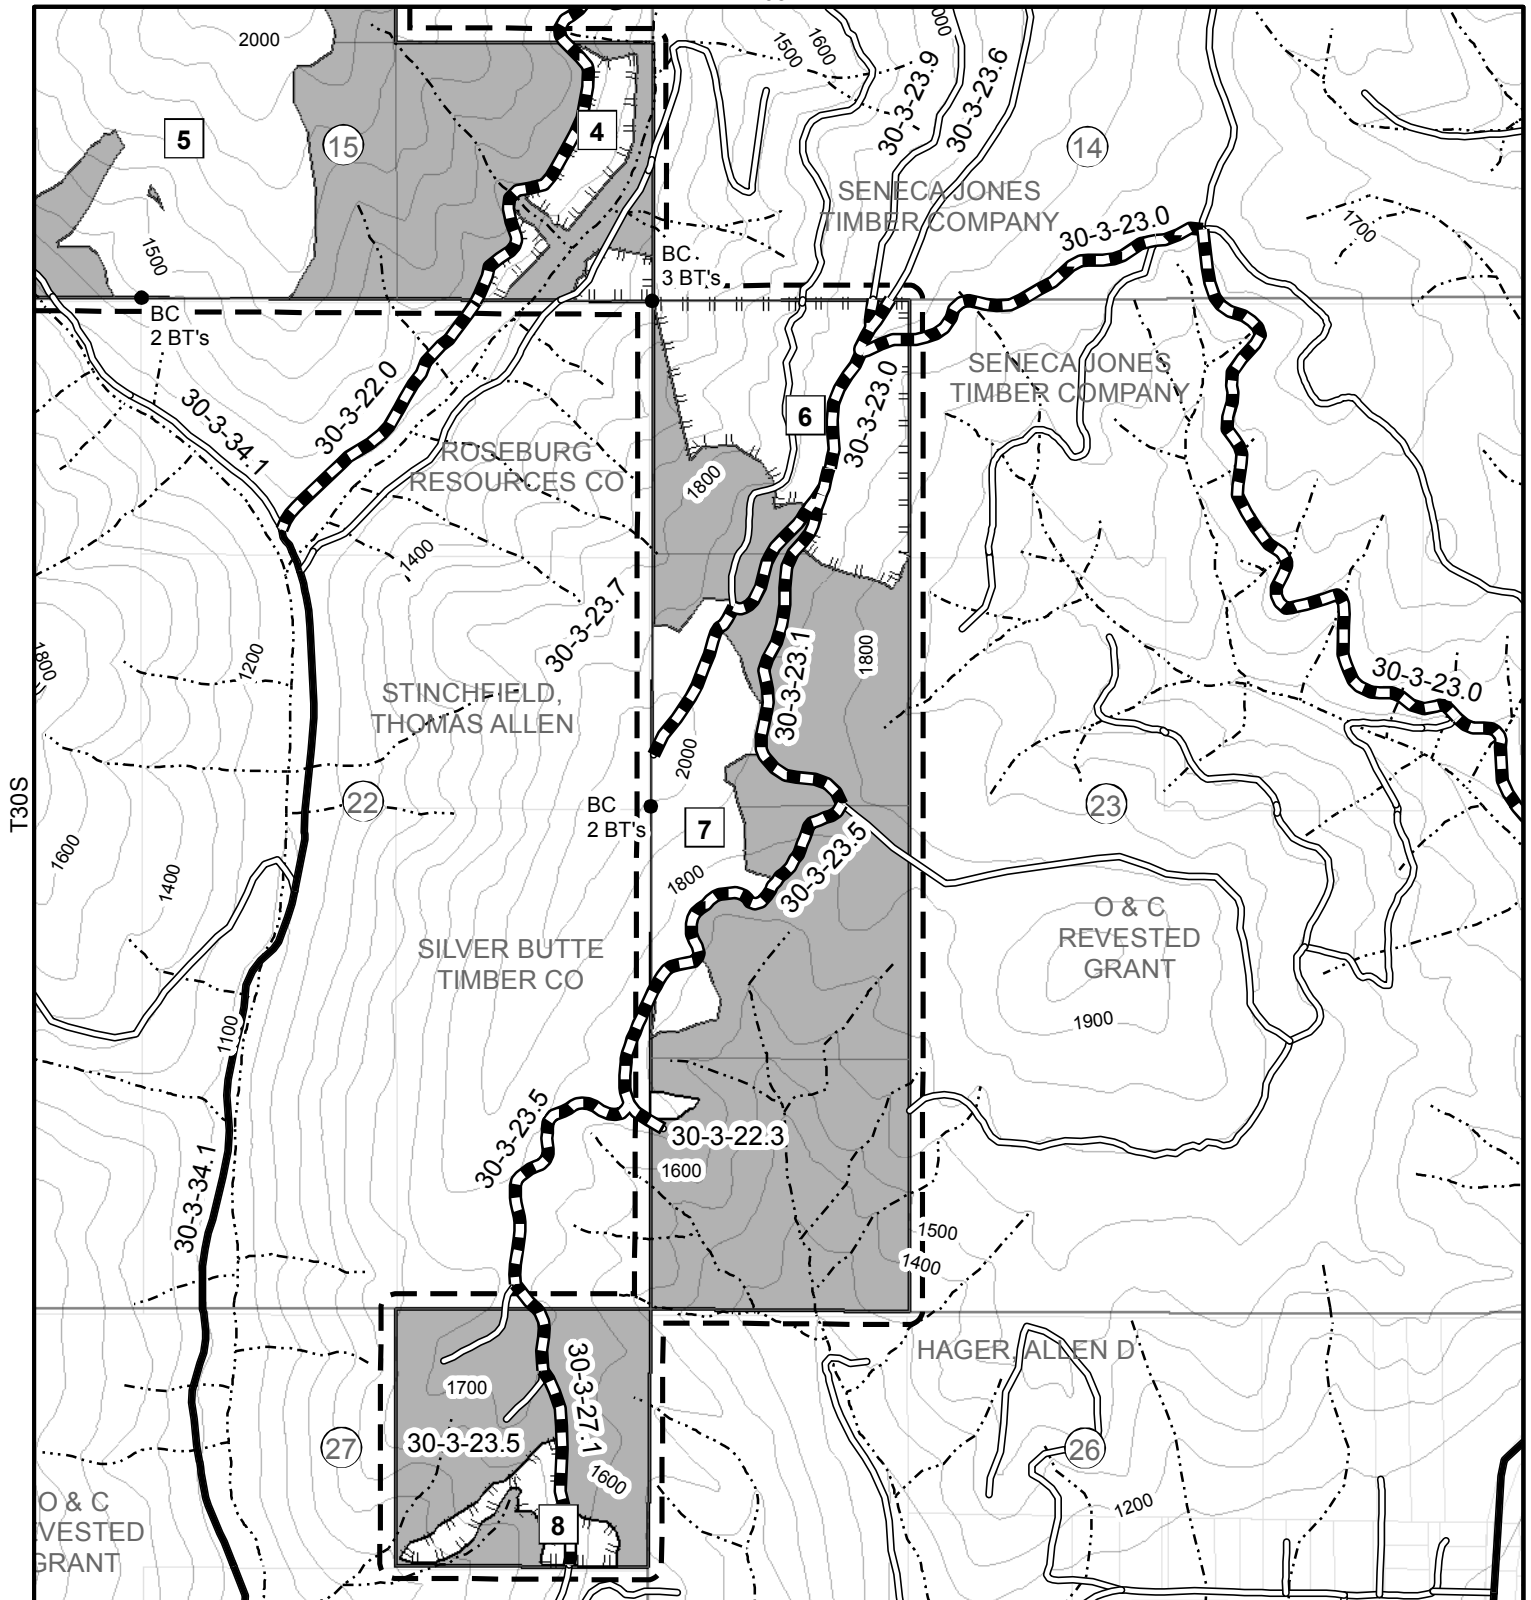 2000
1500
1600
000
30-3-23.9
30-3-23.6
5
15
4
14
SENECA JONES
TIMBER COMPANY
30-3-23.0
1700
1500
BC
3 BT's
BC
2 BT's
30-3-34.1
30-3-22.0
SENECA JONES
TIMBER COMPANY
6
30-3-23.0
ROSEBURG
RESOURCES CO
1800
1400
30-3-23.7
1800
1200
30-3-23.1
1800
STINCHFIELD,
THOMAS ALLEN
30-3-23.0
2000
T30S
22
BC
2 BT's
7
23
1600
1400
1800
30-3-23.5
O & C
REVESTED
GRANT
SILVER BUTTE
TIMBER CO
1100
1900
30-3-23.5
30-3-22.3
1600
30-3-34.1
1500
1400
HAGER, ALLEN D
1700
30-3-27.1
27
30-3-23.5
1600
26
O & C
VESTED
GRANT
8
1200